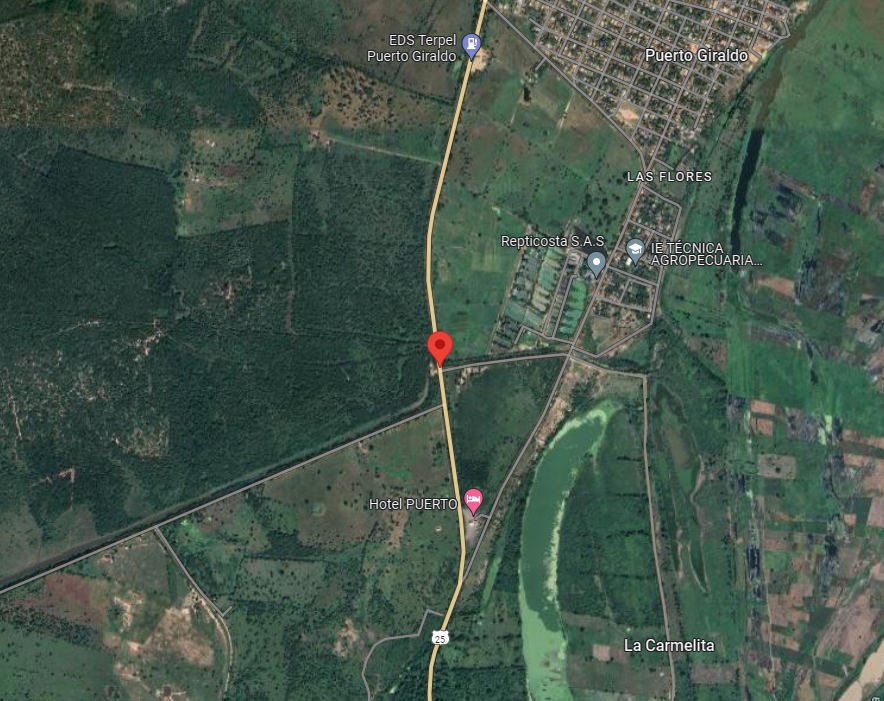 EDS Terpel
Puerto Giraldo
Puerto Giraldo
LAS FLORES
Repticosta S.A.S
IE TÉCNICA
AGROPECUARIA...
Hotel PUERTO
25
La Carmelita